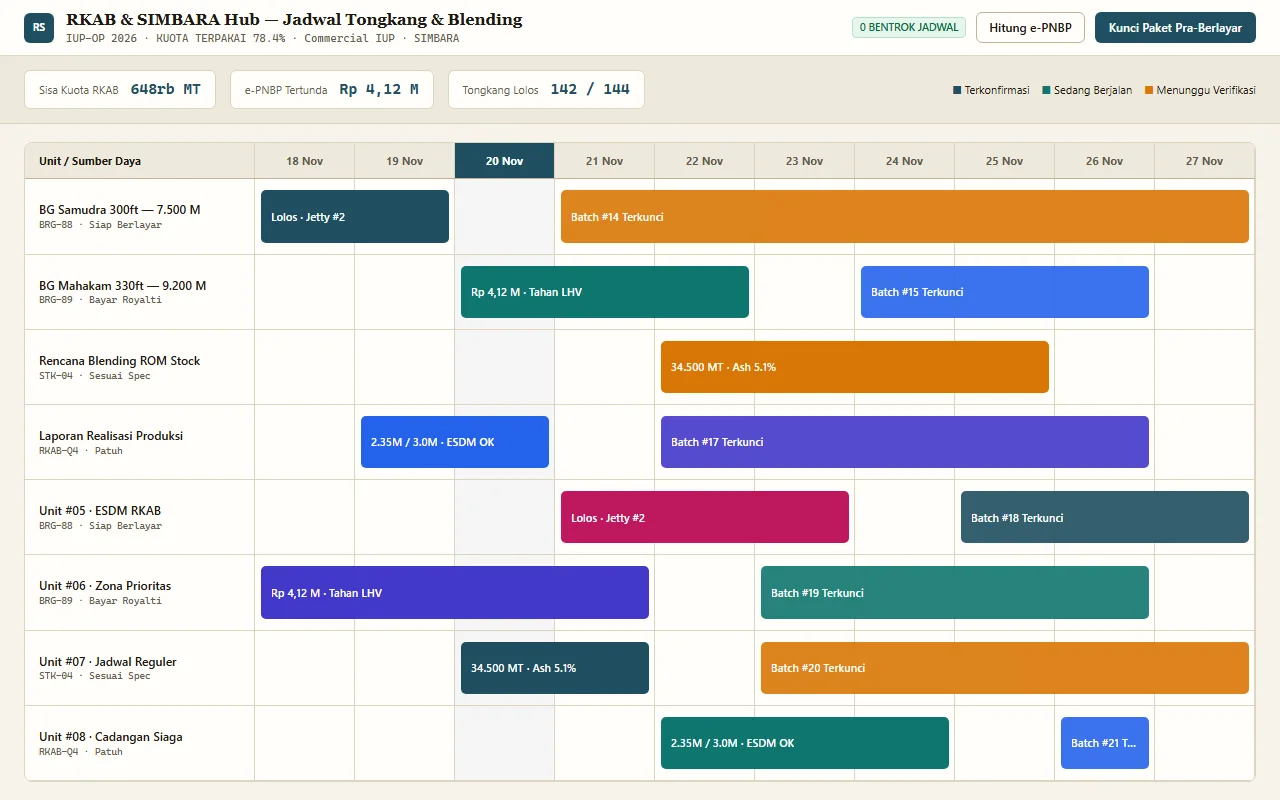 RS
RKAB & SIMBARA Hub — Jadwal Tongkang & Blending
IUP-OP 2026 · KUOTA TERPAKAI 78.4% · Commercial IUP · SIMBARA
0 BENTROK JADWAL
Hitung e-PNBP
Kunci Paket Pra-Berlayar
Sisa Kuota RKAB 648rb MT
e-PNBP Tertunda Rp 4,12 M
Tongkang Lolos 142 / 144
Terkonfirmasi
Sedang Berjalan
Menunggu Verifikasi
Unit / Sumber Daya
18 Nov
19 Nov
20 Nov
21 Nov
22 Nov
23 Nov
24 Nov
25 Nov
26 Nov
27 Nov
BG Samudra 300ft — 7.500 M
BRG-88 · Siap Berlayar
Lolos · Jetty #2
Batch #14 Terkunci
BG Mahakam 330ft — 9.200 M
BRG-89 · Bayar Royalti
Rp 4,12 M · Tahan LHV
Batch #15 Terkunci
Rencana Blending ROM Stock
STK-04 · Sesuai Spec
34.500 MT · Ash 5.1%
Laporan Realisasi Produksi
RKAB-Q4 · Patuh
2.35M / 3.0M · ESDM OK
Batch #17 Terkunci
Unit #05 · ESDM RKAB
BRG-88 · Siap Berlayar
Lolos · Jetty #2
Batch #18 Terkunci
Unit #06 · Zona Prioritas
BRG-89 · Bayar Royalti
Rp 4,12 M · Tahan LHV
Batch #19 Terkunci
Unit #07 · Jadwal Reguler
STK-04 · Sesuai Spec
34.500 MT · Ash 5.1%
Batch #20 Terkunci
Unit #08 · Cadangan Siaga
RKAB-Q4 · Patuh
2.35M / 3.0M · ESDM OK
Batch #21 T...